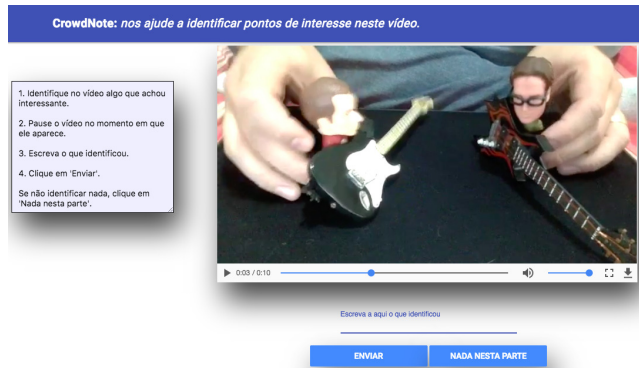 CrowdNote: nos ajude a identificar pontos de interesse neste vídeo.
1. Identifique no vídeo algo que achou
interessante.
2. Pause o vídeo no momento em que
ele aparece.
3. Escreva o que identificou.
4. Clique em 'Enviar'.
Se não identificar nada, clique em
'Nada nesta parte'.
0:03 / 0:10
Escreva a aqui o que identificou
ENVIAR
NADA NESTA PARTE